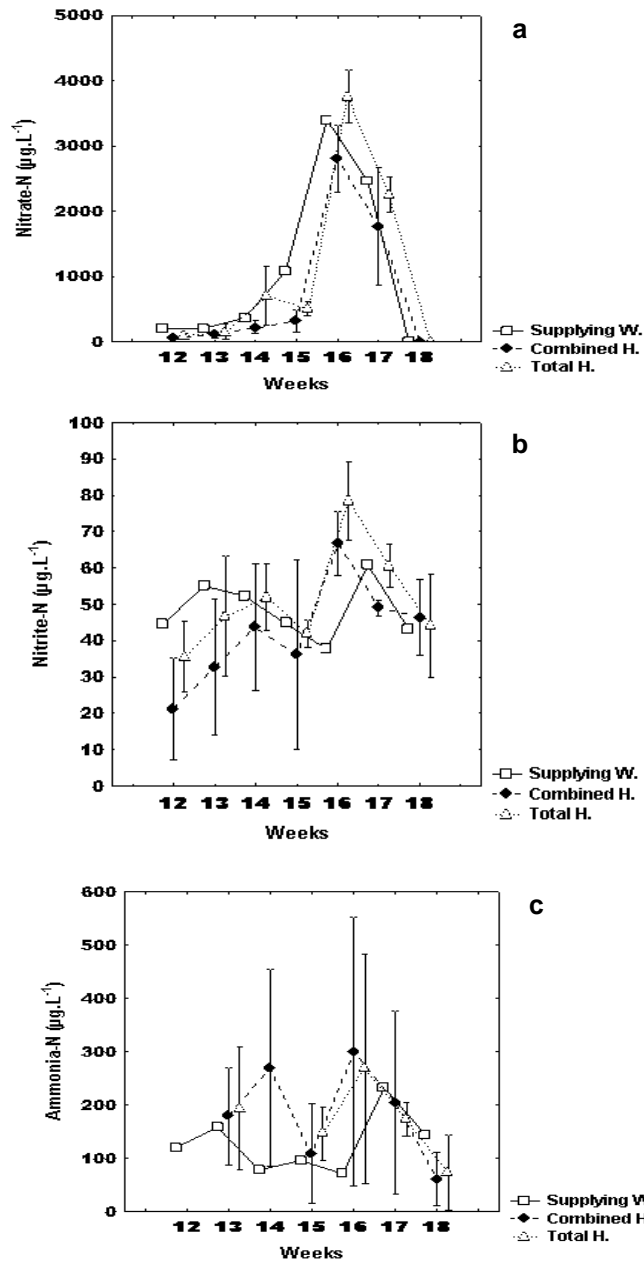 a
5000
4000
3000
2000
1000
0
Nitrate-N (µg.L⁻¹)
12 13 14 15 16 17 18
Weeks
Supplying W.
Combined H.
Total H.
b
100
90
80
70
60
50
40
30
20
10
0
Nitrite-N (µg.L⁻¹)
12 13 14 15 16 17 18
Weeks
Supplying W.
Combined H.
Total H.
c
600
500
400
300
200
100
0
Ammonia-N (µg.L⁻¹)
12 13 14 15 16 17 18
Weeks
Supplying W
Combined H
Total H.